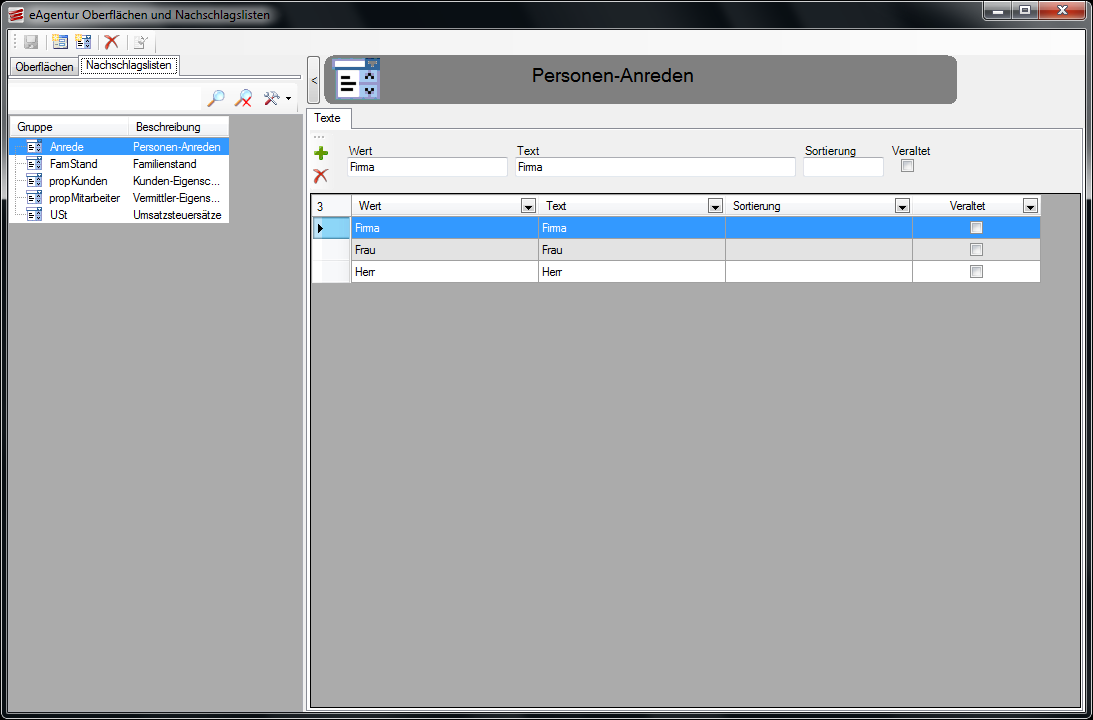 eAgentur Oberflächen und Nachschlagslisten
Oberflächen Nachschlagslisten
< Personen-Anreden
Gruppe Beschreibung
Anrede Personen-Anreden
FamStand Familienstand
propKunden Kunden-Eigensc...
propMitarbeiter Vermittler-Eigens...
USt Umsatzsteuersätze
Texte
Wert Text Sortierung Veraltet
Firma Firma
3 Wert Text Sortierung Veraltet
Firma Firma
Frau Frau
Herr Herr